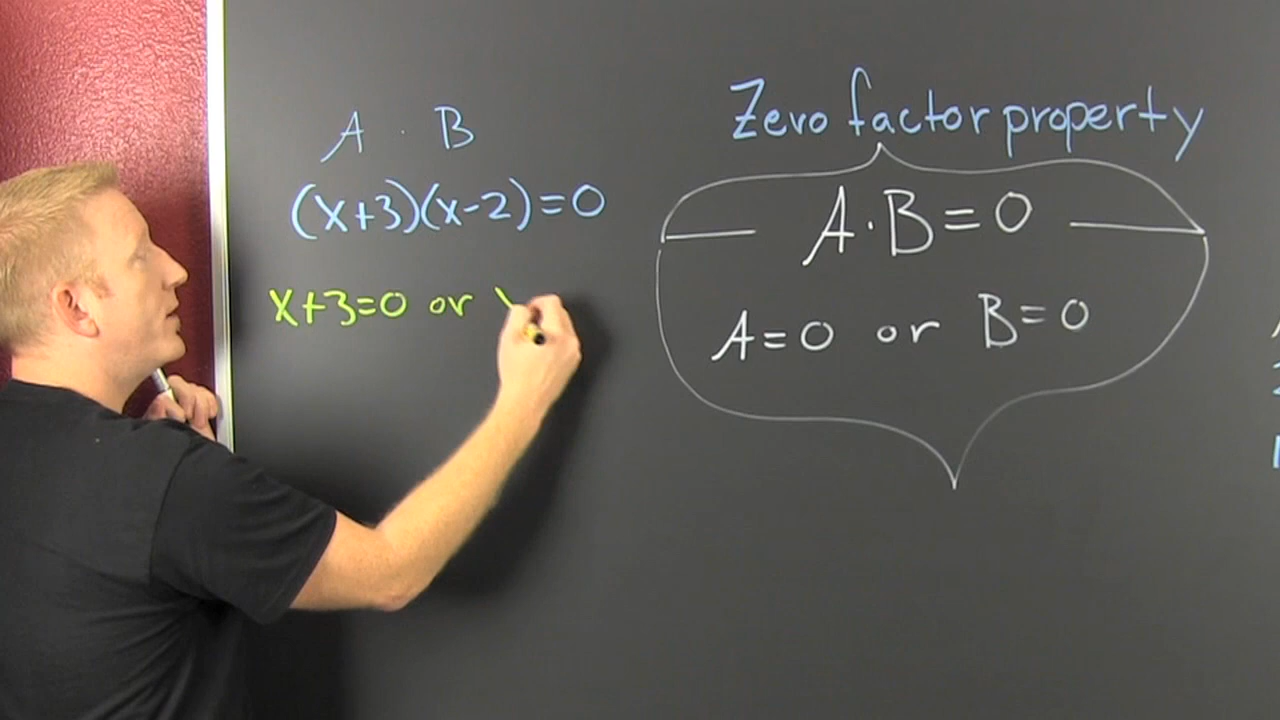 A · B
(x+3)(x-2)=0
x+3=0 or
Zero factor property
A·B=0
A=0 or B=0